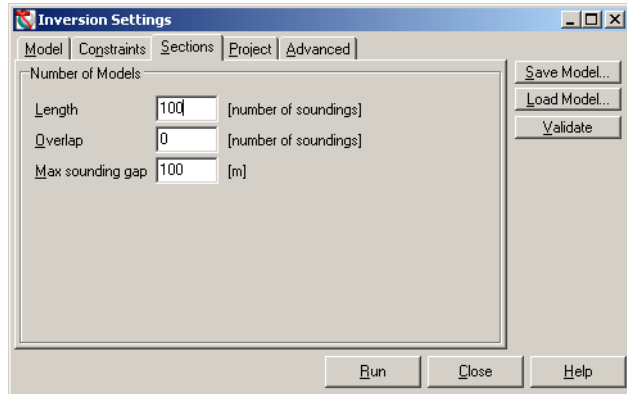 Inversion Settings
Model Constraints Sections Project Advanced
Number of Models
Length 100 [number of soundings]
Overlap 0 [number of soundings]
Max sounding gap 100 [m]
Save Model...
Load Model...
Validate
Run Close Help